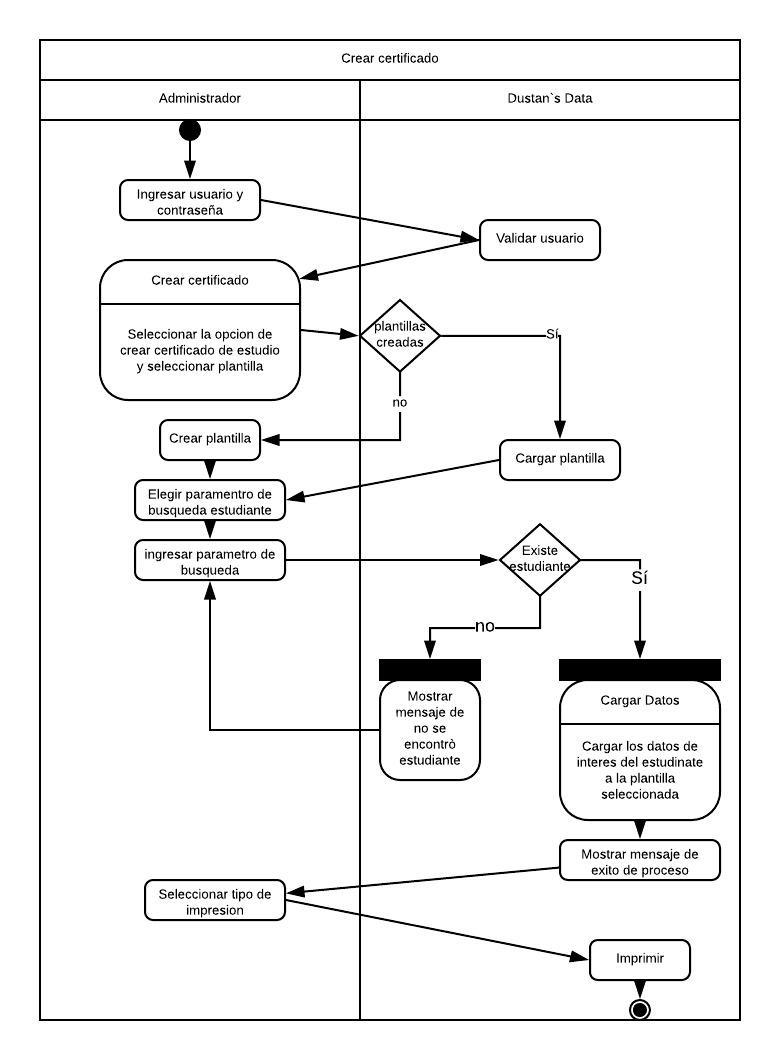 Crear certificado
Administrador
Dustan`s Data
Ingresar usuario y
contraseña
Validar usuario
Crear certificado
Seleccionar la opcion de
crear certificado de estudio
y seleccionar plantilla
plantillas
creadas
Sí
no
Crear plantilla
Cargar plantilla
Elegir paramentro de
busqueda estudiante
ingresar parametro de
busqueda
Existe
estudiante
Sí
no
Mostrar
mensaje de
no se
encontrò
estudiante
Cargar Datos
Cargar los datos de
interes del estudinate
a la plantilla
seleccionada
Mostrar mensaje de
exito de proceso
Seleccionar tipo de
impresion
Imprimir